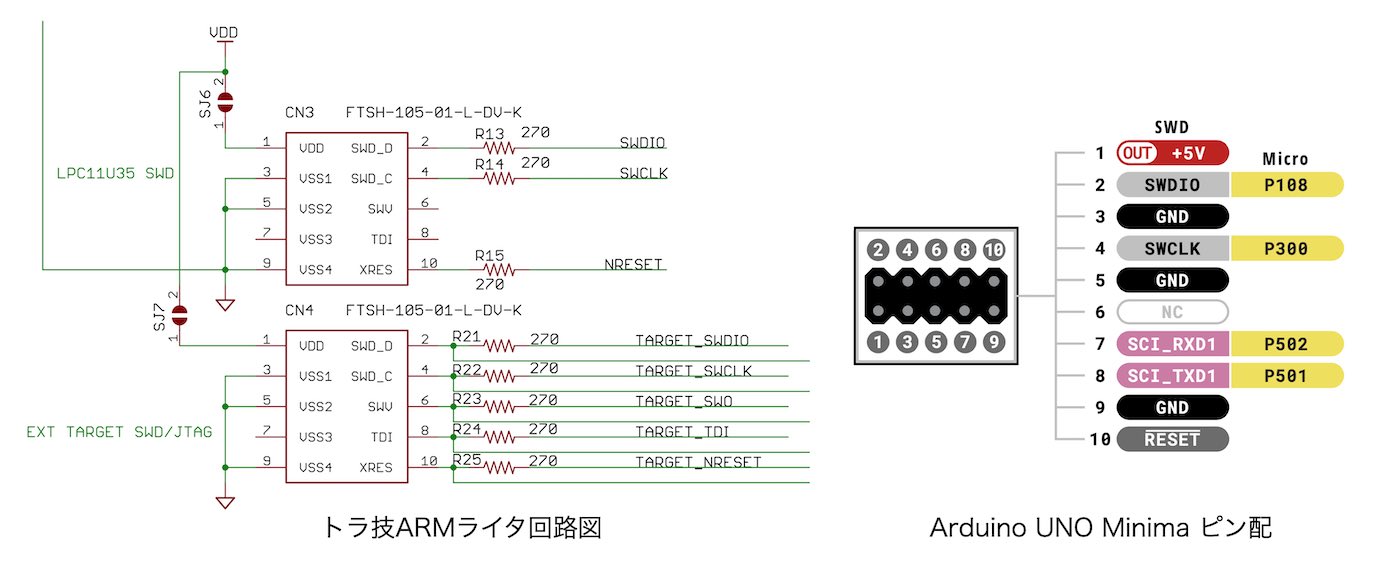 VDD
SJ6
2
1
CN3 FTSH-105-01-L-DV-K
LPC11U35 SWD
1 VDD SWD_D 2 R13 270 SWDIO
3 VSS1 SWD_C 4 R14 270 SWCLK
5 VSS2 SWV 6
7 VSS3 TDI 8
9 VSS4 XRES 10 R15 270 NRESET
SJ7
2
1
CN4 FTSH-105-01-L-DV-K
EXT TARGET SWD/JTAG
1 VDD SWD_D 2 R21 270 TARGET_SWDIO
3 VSS1 SWD_C 4 R22 270 TARGET_SWCLK
5 VSS2 SWV 6 R23 270 TARGET_SWO
7 VSS3 TDI 8 R24 270 TARGET_TDI
9 VSS4 XRES 10 R25 270 TARGET_NRESET
トラ技ARMライタ回路図
2 4 6 8 10
1 3 5 7 9
SWD
Micro
1 OUT +5V
2 SWDIO P108
3 GND
4 SWCLK P300
5 GND
6 NC
7 SCI_RXD1 P502
8 SCI_TXD1 P501
9 GND
10 RESET
Arduino UNO Minima ピン配